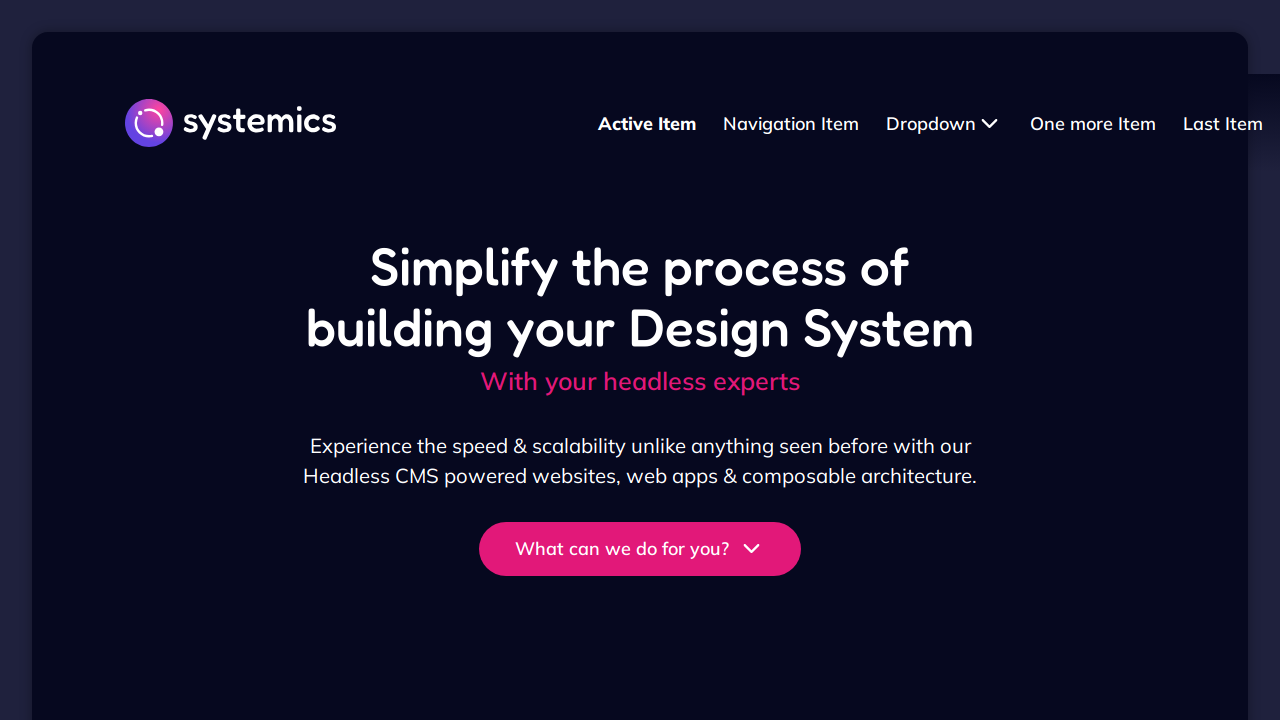 systemics
Active Item Navigation Item Dropdown One more Item Last Item
Simplify the process of
building your Design System
With your headless experts
Experience the speed & scalability unlike anything seen before with our
Headless CMS powered websites, web apps & composable architecture.
What can we do for you?